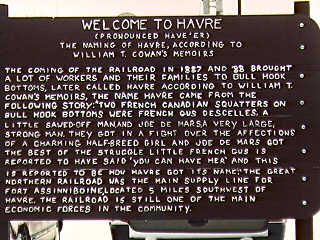 WELCOME TO HAVRE
(PRONOUNCED HAVE'ER)
THE NAMING OF HAVRE, ACCORDING TO
WILLIAM T. COWAN'S MEMOIRS
THE COMING OF THE RAILROAD IN 1887 AND '88 BROUGHT
A LOT OF WORKERS AND THEIR FAMILIES TO BULL HOOK
BOTTOMS, LATER CALLED HAVRE ACCORDING TO WILLIAM T.
COWAN'S MEMOIRS, THE NAME HAVRE CAME FROM THE
FOLLOWING STORY: "TWO FRENCH CANADIAN SQUATTERS ON
BULL HOOK BOTTOMS WERE FRENCH GUS DESCELLES, A
LITTLE SAWED-OFF MAN, AND JOE DE MARSA VERY LARGE,
STRONG MAN. THEY GOT IN A FIGHT OVER THE AFFECTIONS
OF A CHARMING HALF-BREED GIRL AND JOE DE MARS GOT
THE BEST OF THE STRUGGLE. LITTLE FRENCH GUS IS
REPORTED TO HAVE SAID 'YOU CAN HAVE HER' AND THIS
IS REPORTED TO BE HOW HAVRE GOT ITS NAME." THE GREAT
NORTHERN RAILROAD WAS THE MAIN SUPPLY LINE FOR
FORT ASSINNIBOINE, LOCATED 5 MILES SOUTHWEST OF
HAVRE. THE RAILROAD IS STILL ONE OF THE MAIN
ECONOMIC FORCES IN THE COMMUNITY.